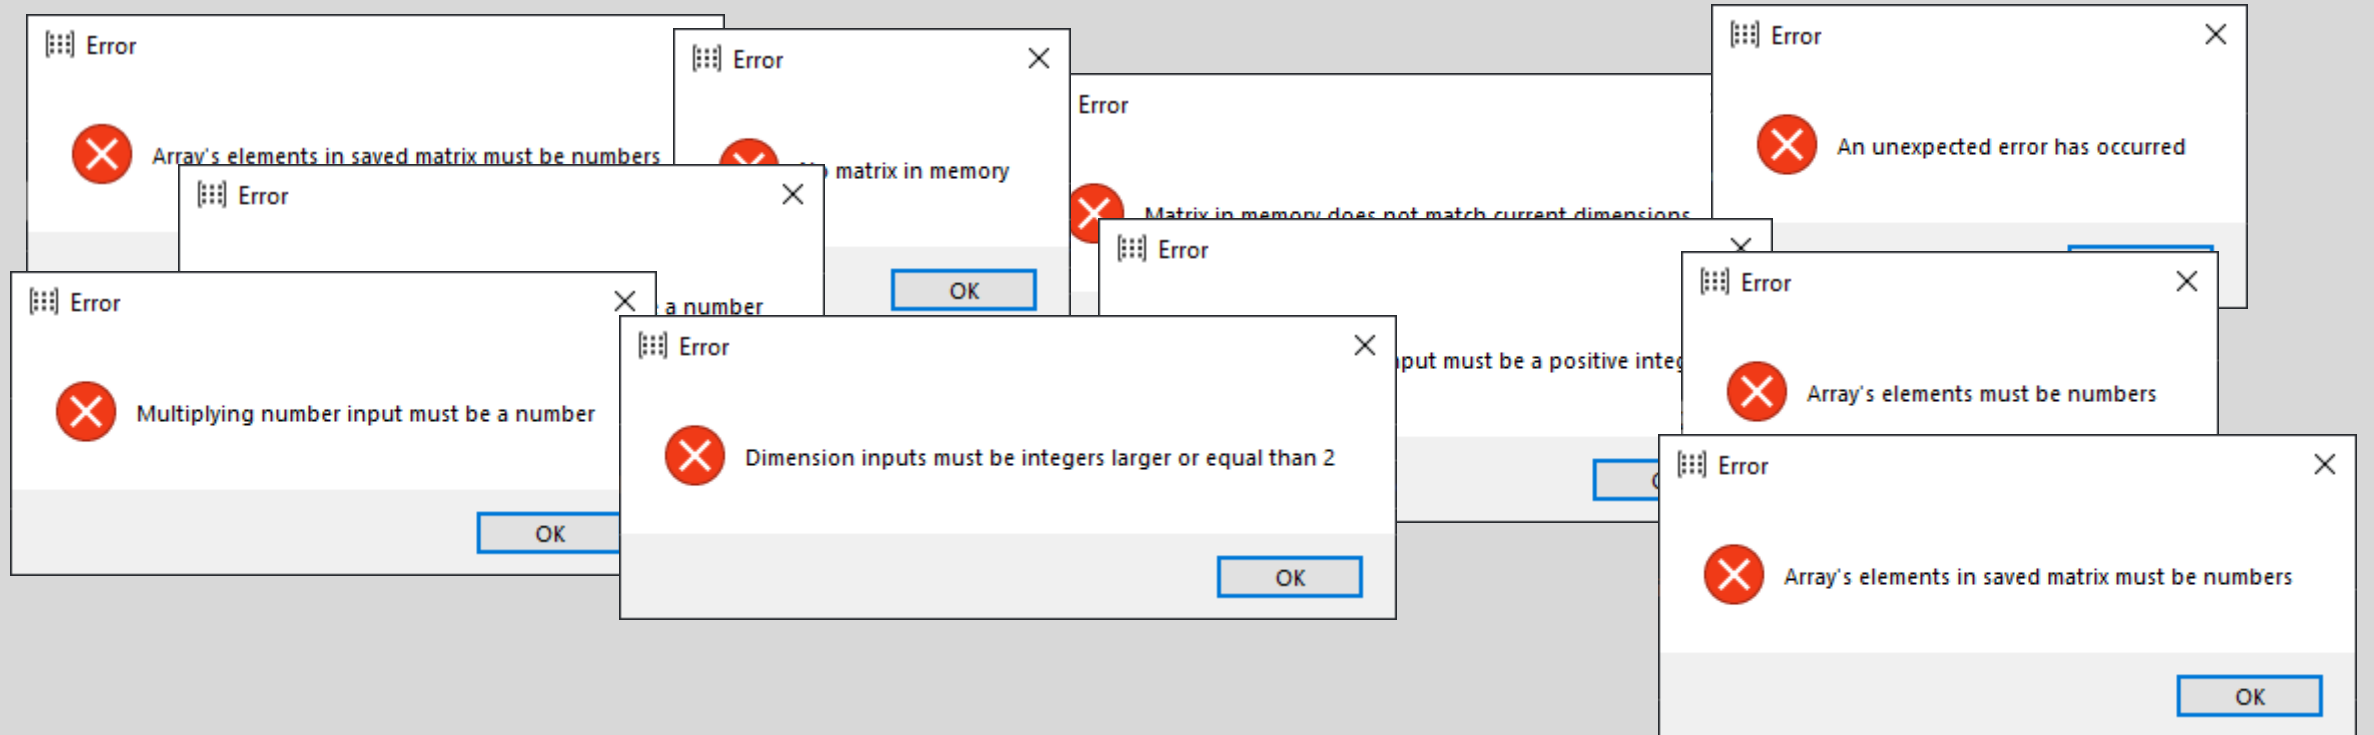 Error
Array's elements in saved matrix must be numbers
Error
matrix in memory
OK
Error
Matrix in memory does not match current dimensions
Error
An unexpected error has occurred
Error
a number
Error
must be a positive
Error
Array's elements must be numbers
Error
Multiplying number input must be a number
OK
Error
Dimension inputs must be integers larger or equal than 2
OK
Error
Array's elements in saved matrix must be numbers
OK